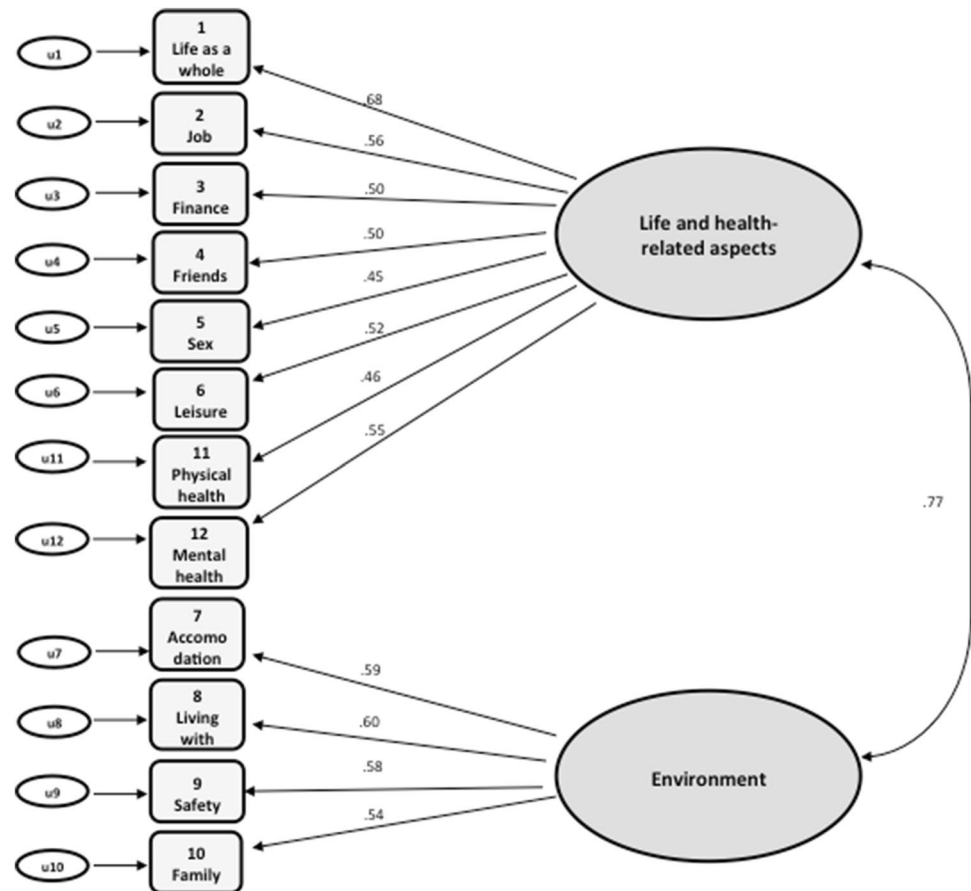 u1
1
Life as a
whole
.68
u2
2
Job
.56
u3
3
Finance
.50
Life and health-
related aspects
u4
4
Friends
.50
u5
5
Sex
.45
u6
6
Leisure
.52
u11
11
Physical
health
.46
u12
12
Mental
health
.55
.77
u7
7
Accomo
dation
.59
u8
8
Living
with
.60
u9
9
Safety
.58
Environment
u10
10
Family
.54